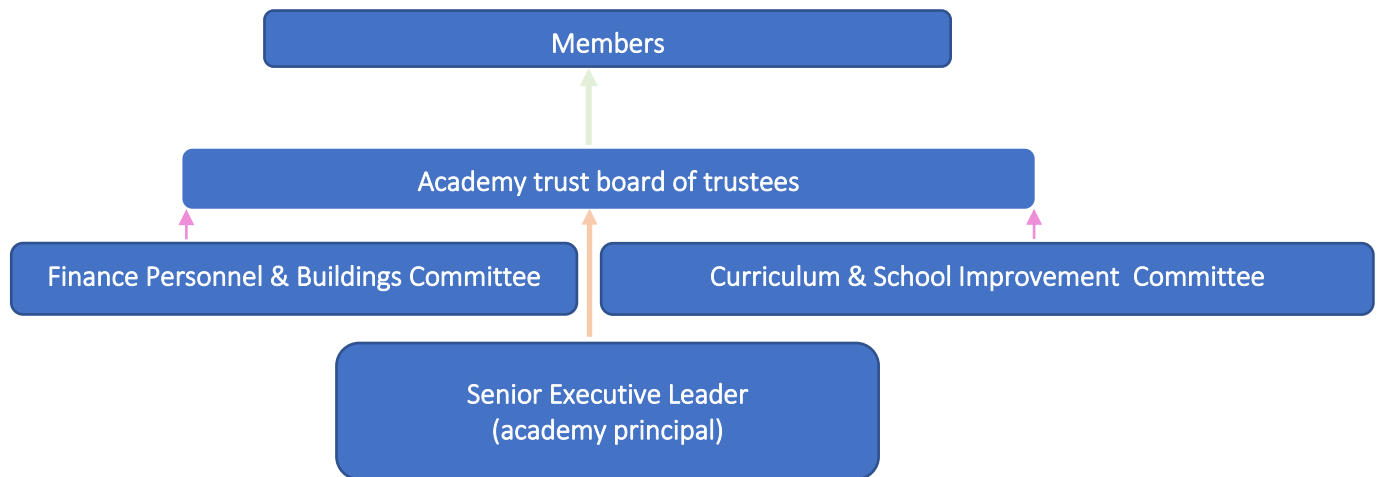 Members
Academy trust board of trustees
Finance Personnel & Buildings Committee
Curriculum & School Improvement  Committee
Senior Executive Leader
(academy principal)